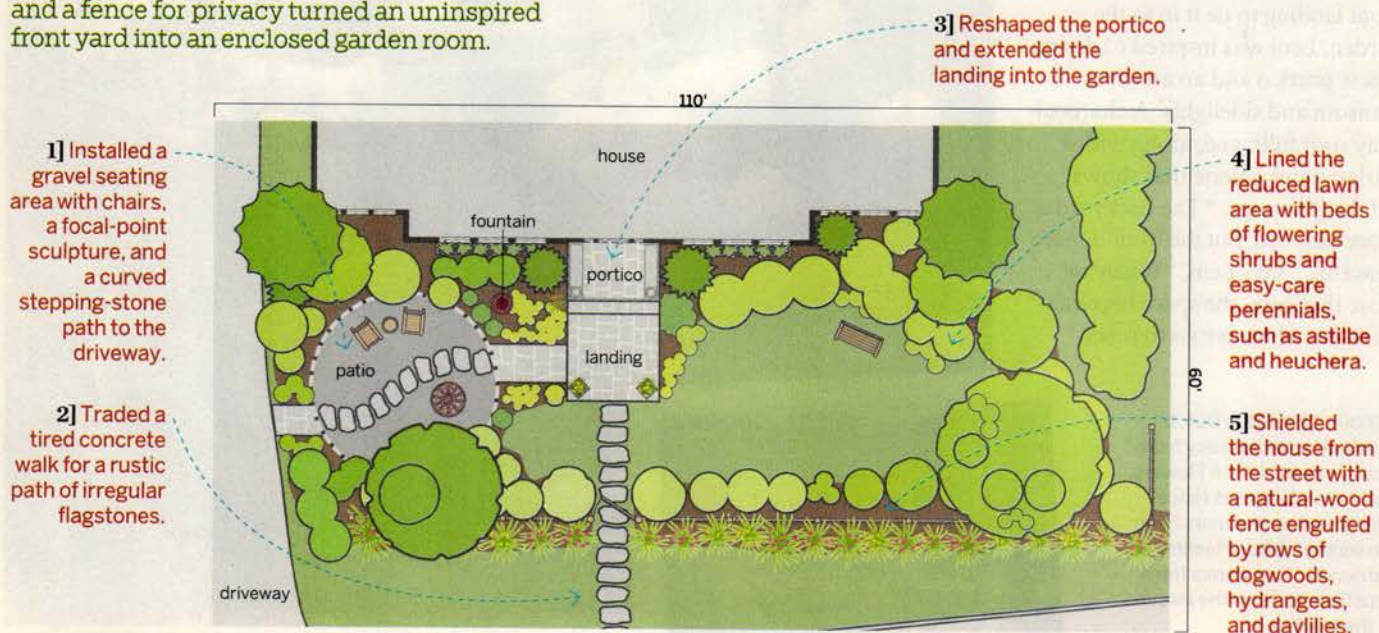 and a fence for privacy turned an uninspired
front yard into an enclosed garden room.
1] Installed a
gravel seating
area with chairs,
a focal-point
sculpture, and
a curved
stepping-stone
path to the
driveway.
2] Traded a
tired concrete
walk for a rustic
path of irregular
flagstones.
3] Reshaped the portico
and extended the
landing into the garden.
110'
house
fountain
portico
landing
patio
driveway
60'
4] Lined the
reduced lawn
area with beds
of flowering
shrubs and
easy-care
perennials,
such as astilbe
and heuchera.
5] Shielded
the house from
the street with
a natural-wood
fence engulfed
by rows of
dogwoods,
hydrangeas,
and daylilies.